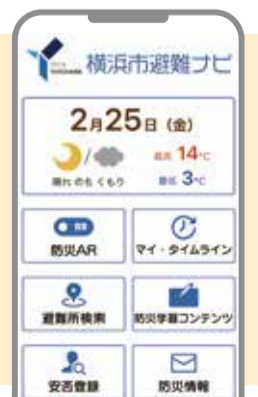 横浜市避難ナビ
2月25日（金）
最高 14℃
晴れ のち くもり
最低 3℃
防災AR
マイ・タイムライン
避難所検索
防災学習コンテンツ
安否登録
防災情報